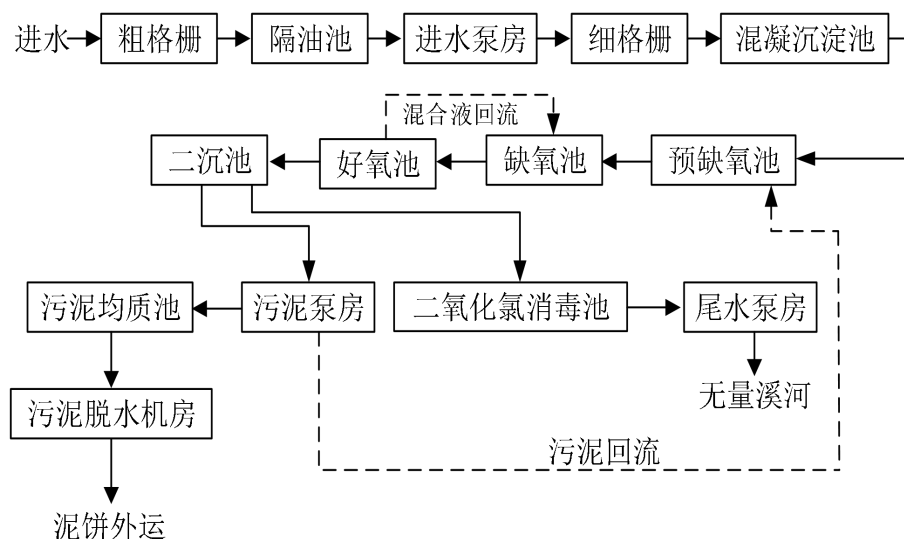 进水 粗格栅 隔油池 进水泵房 细格栅 混凝沉淀池
混合液回流
二沉池 好氧池 缺氧池 预缺氧池
污泥均质池 污泥泵房 二氧化氯消毒池 尾水泵房
污泥脱水机房 无量溪河
污泥回流
泥饼外运